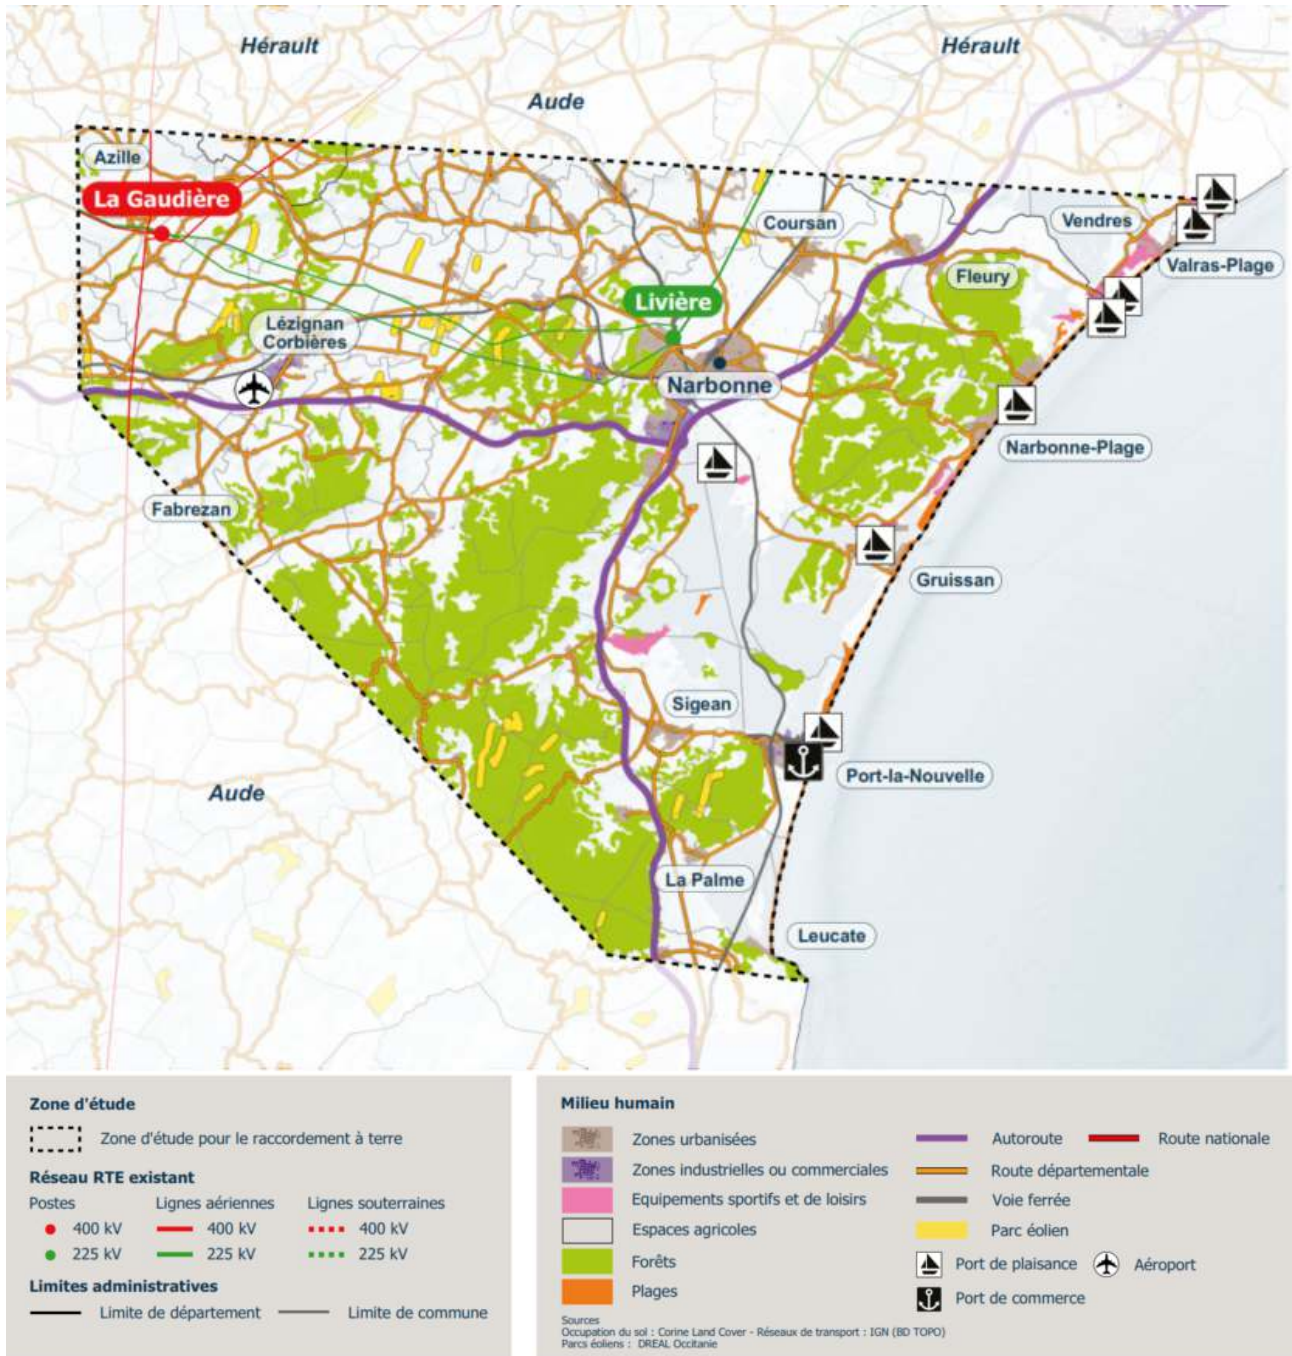 Hérault
Hérault
Aude
Azille
La Gaudière
Coursan
Vendres
Valras-Plage
Fleury
Livière
Lézignan
Corbières
Narbonne
Narbonne-Plage
Fabrezan
Gruissan
Sigean
Port-la-Nouvelle
Aude
La Palme
Leucate
Zone d'étude
Zone d'étude pour le raccordement à terre
Réseau RTE existant
Postes Lignes aériennes Lignes souterraines
400 kV 400 kV 400 kV
225 kV 225 kV 225 kV
Limites administratives
Limite de département Limite de commune
Milieu humain
Zones urbanisées
Zones industrielles ou commerciales
Equipements sportifs et de loisirs
Espaces agricoles
Forêts
Plages
Autoroute Route nationale
Route départementale
Voie ferrée
Parc éolien
Port de plaisance Aéroport
Port de commerce
Sources
Occupation du sol : Corine Land Cover - Réseaux de transport : IGN (BD TOPO)
Parcs éoliens : DREAL Occitanie